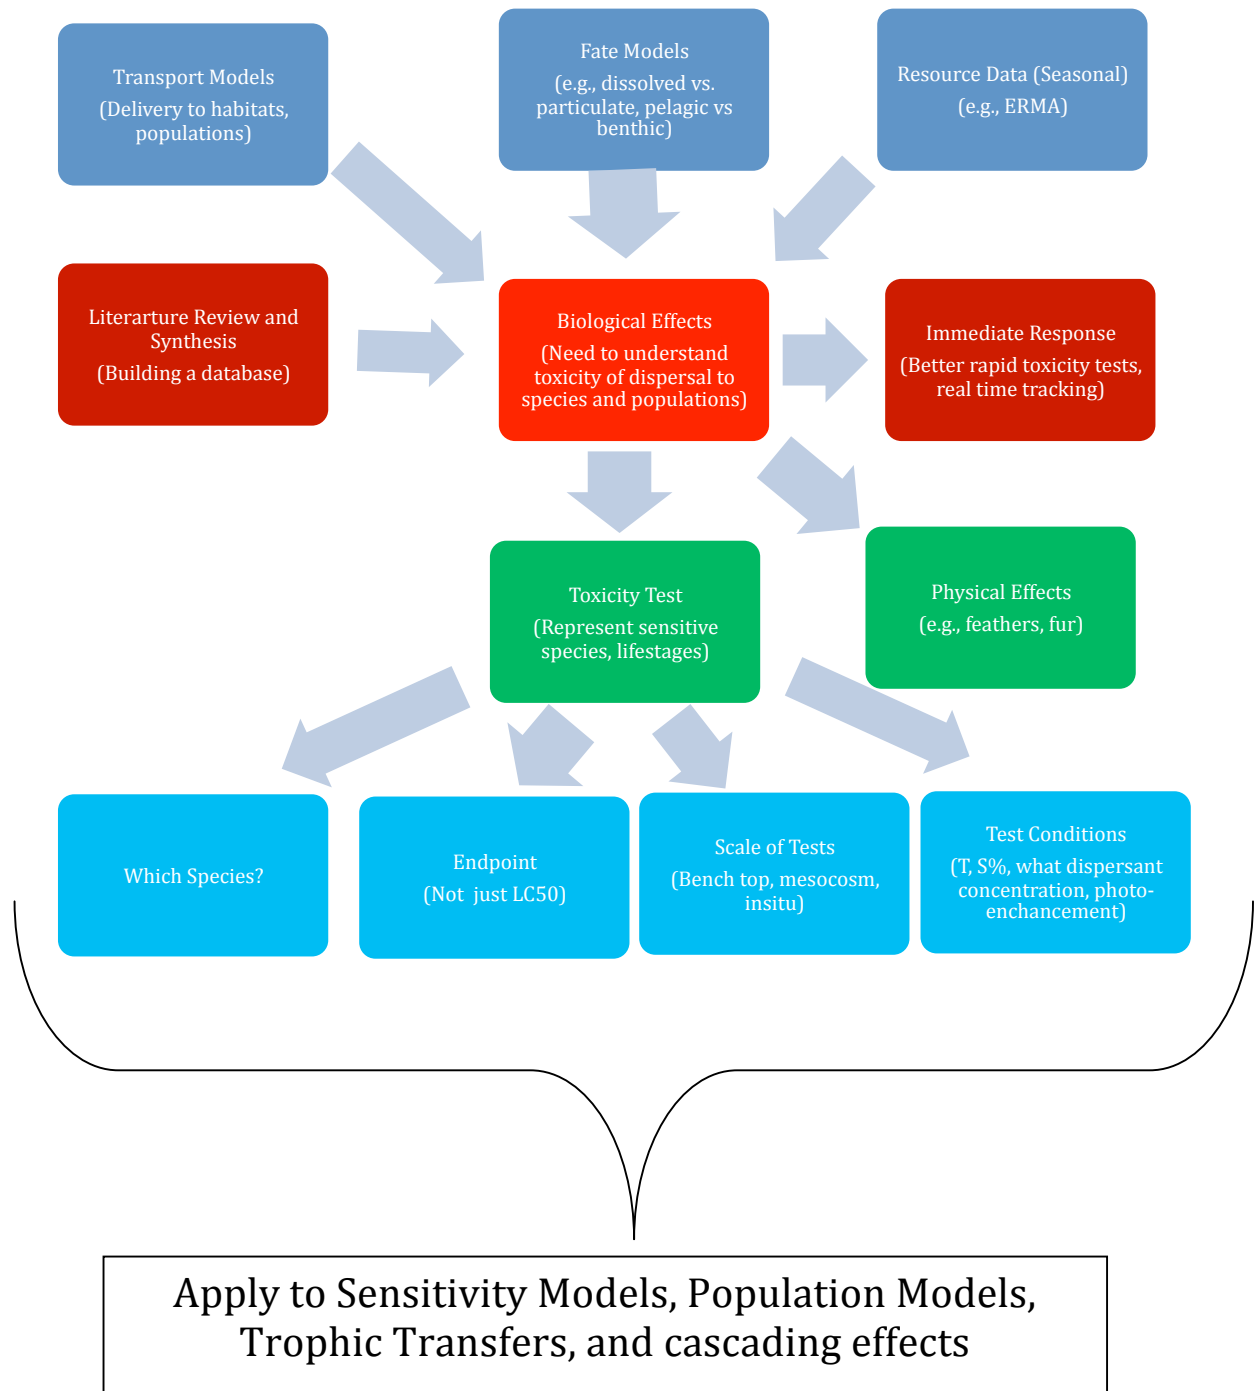 Transport Models
(Delivery to habitats,
populations)
Fate Models
(e.g., dissolved vs.
particulate, pelagic vs
benthic)
Resource Data (Seasonal)
(e.g., ERMA)
Literarture Review and
Synthesis
(Building a database)
Biological Effects
(Need to understand
toxicity of dispersal to
species and populations)
Immediate Response
(Better rapid toxicity tests,
real time tracking)
Toxicity Test
(Represent sensitive
species, lifestages)
Physical Effects
(e.g., feathers, fur)
Which Species?
Endpoint
(Not just LC50)
Scale of Tests
(Bench top, mesocosm,
insitu)
Test Conditions
(T, S%, what dispersant
concentration, photo-
enchancement)
Apply to Sensitivity Models, Population Models,
Trophic Transfers, and cascading effects